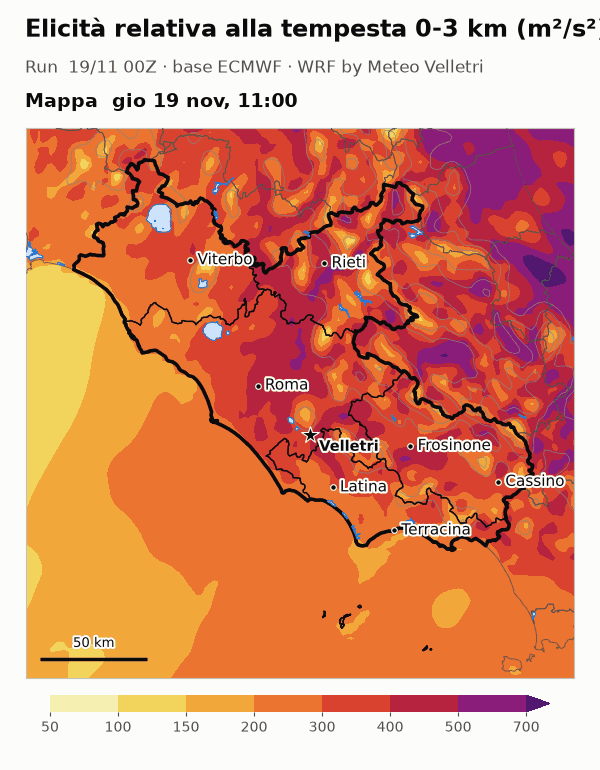 Elicità relativa alla tempesta 0-3 km (m²/s²)
Run 19/11 00Z · base ECMWF · WRF by Meteo Velletri
Mappa gio 19 nov, 11:00
Viterbo
Rieti
Roma
Velletri
Frosinone
Cassino
Latina
Terracina
50 km
50 100 150 200 300 400 500 700